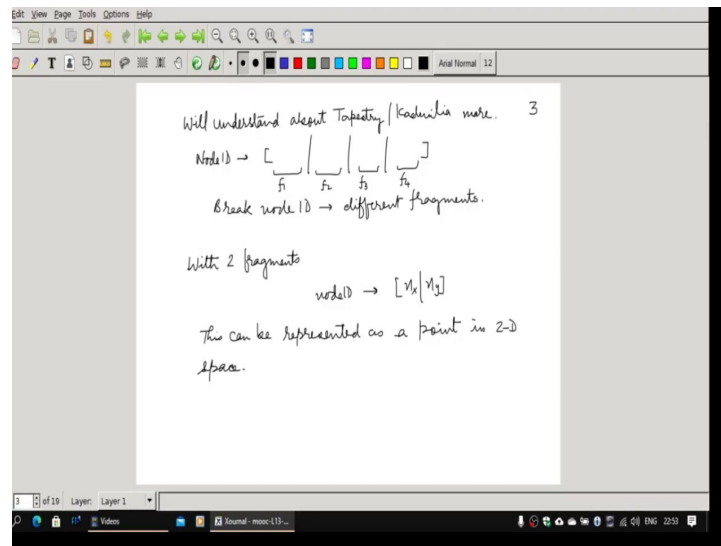 Edit View Page Tools Options Help
T
Arial Normal 12
3
Will understand about Tapestry/Kadmilia more.
NodeID → [ | | | ]
f1 f2 f3 f4
Break node ID → different fragments.
With 2 fragments
nodeID → [nx|ny]
This can be represented as a point in 2-D
space.
3 of 19 Layer: Layer 1
Videos
Xournal - mooc-L13-...
ENG 22:53